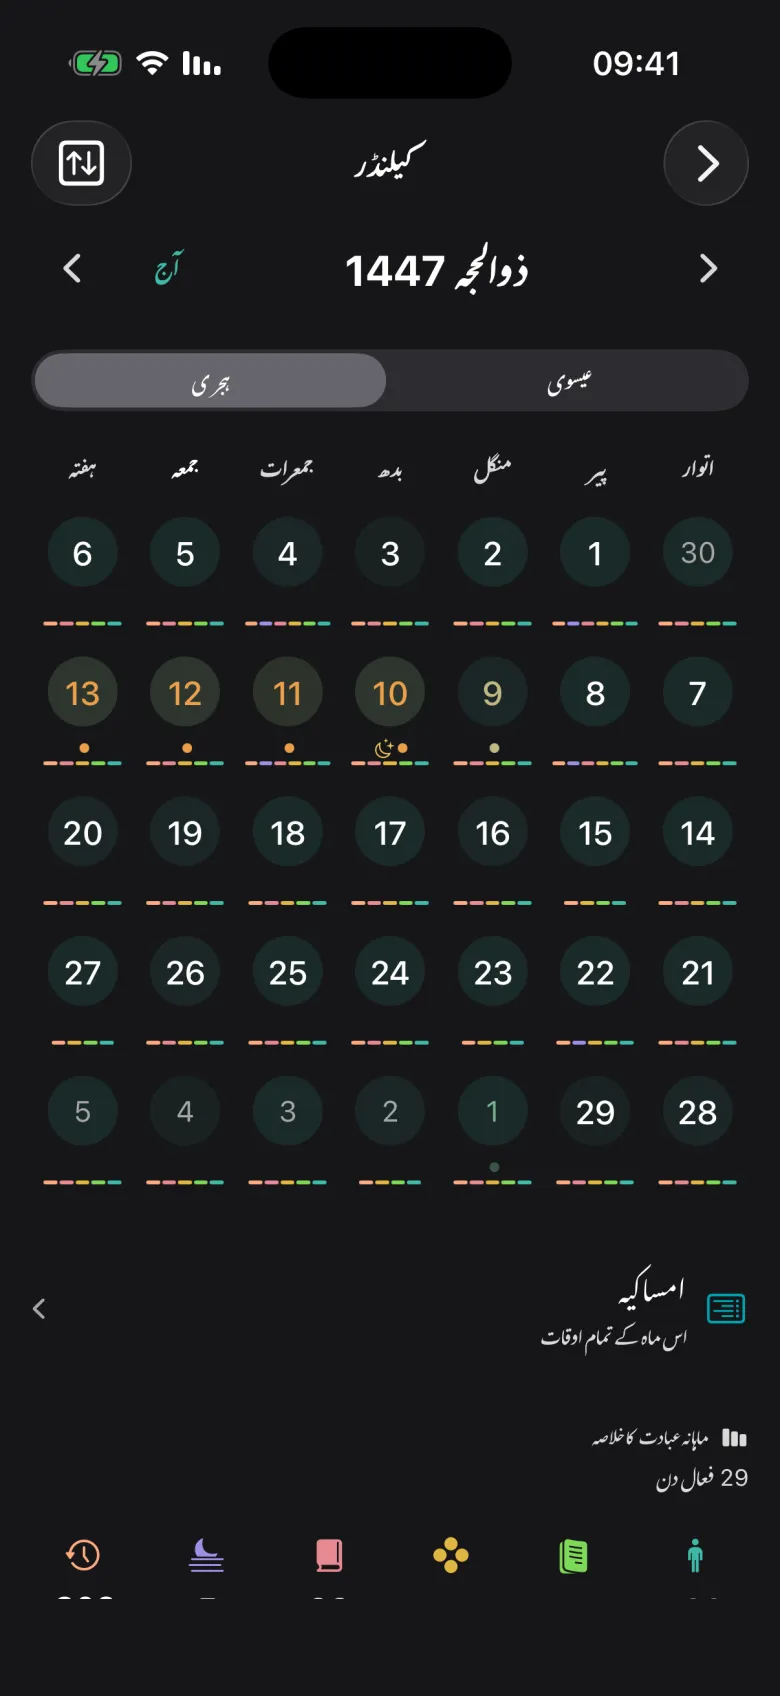 09:41
کیلنڈر
ذوالحجہ 1447
آج
عیسوی
ہجری
اتوار پیر منگل بدھ جمعرات جمعہ ہفتہ
30 1 2 3 4 5 6
7 8 9 10 11 12 13
14 15 16 17 18 19 20
21 22 23 24 25 26 27
28 29 1 2 3 4 5
امساکیہ
اس ماہ کے تمام اوقات
ماہانہ عبادت کا خلاصہ
29 فعال دن